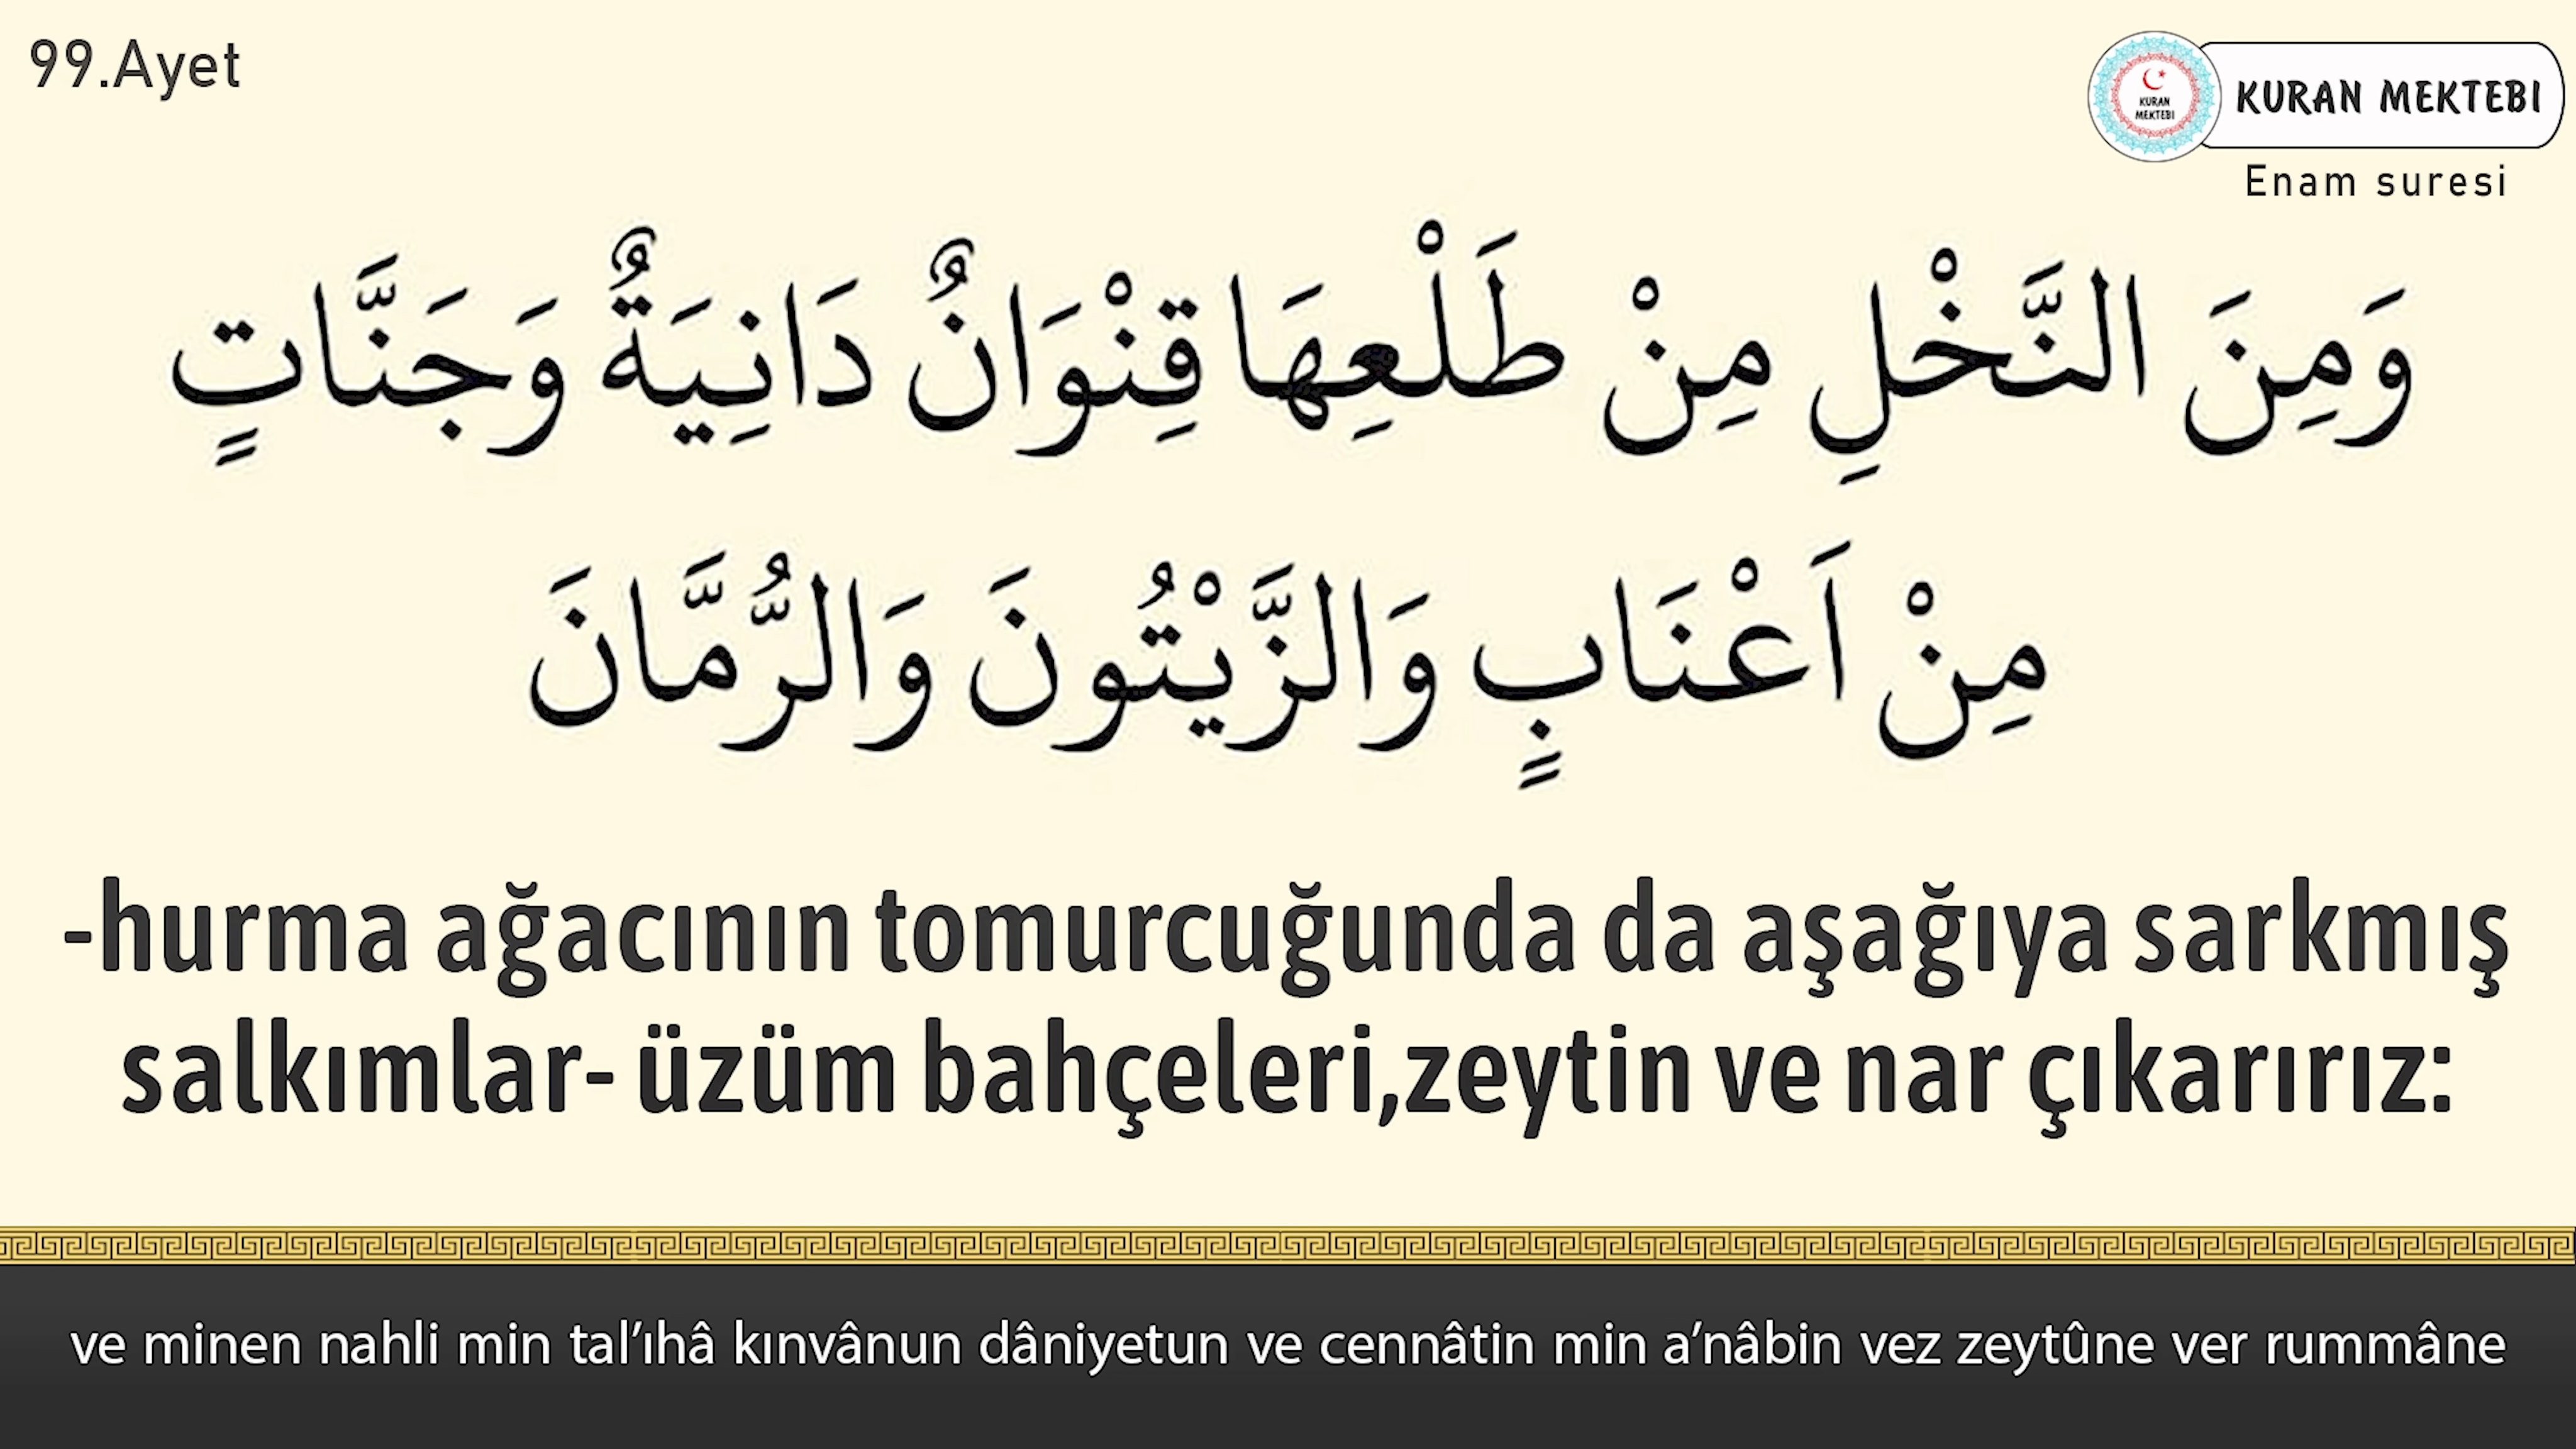 99.Ayet
KURAN
MEKTEBI
KURAN MEKTEBI
Enam suresi
وَمِنَ النَّخْلِ مِنْ طَلْعِهَا قِنْوَانٌ دَانِيَةٌ وَجَنَّاتٍ
مِنْ اَعْنَابٍ وَالزَّيْتُونَ وَالرُّمَّانَ
-hurma ağacının tomurcuğunda da aşağıya sarkmış
salkımlar- üzüm bahçeleri,zeytin ve nar çıkarırız:
ve minen nahli min tal’ıhâ kınvânun dâniyetun ve cennâtin min a’nâbin vez zeytûne ver rummâne